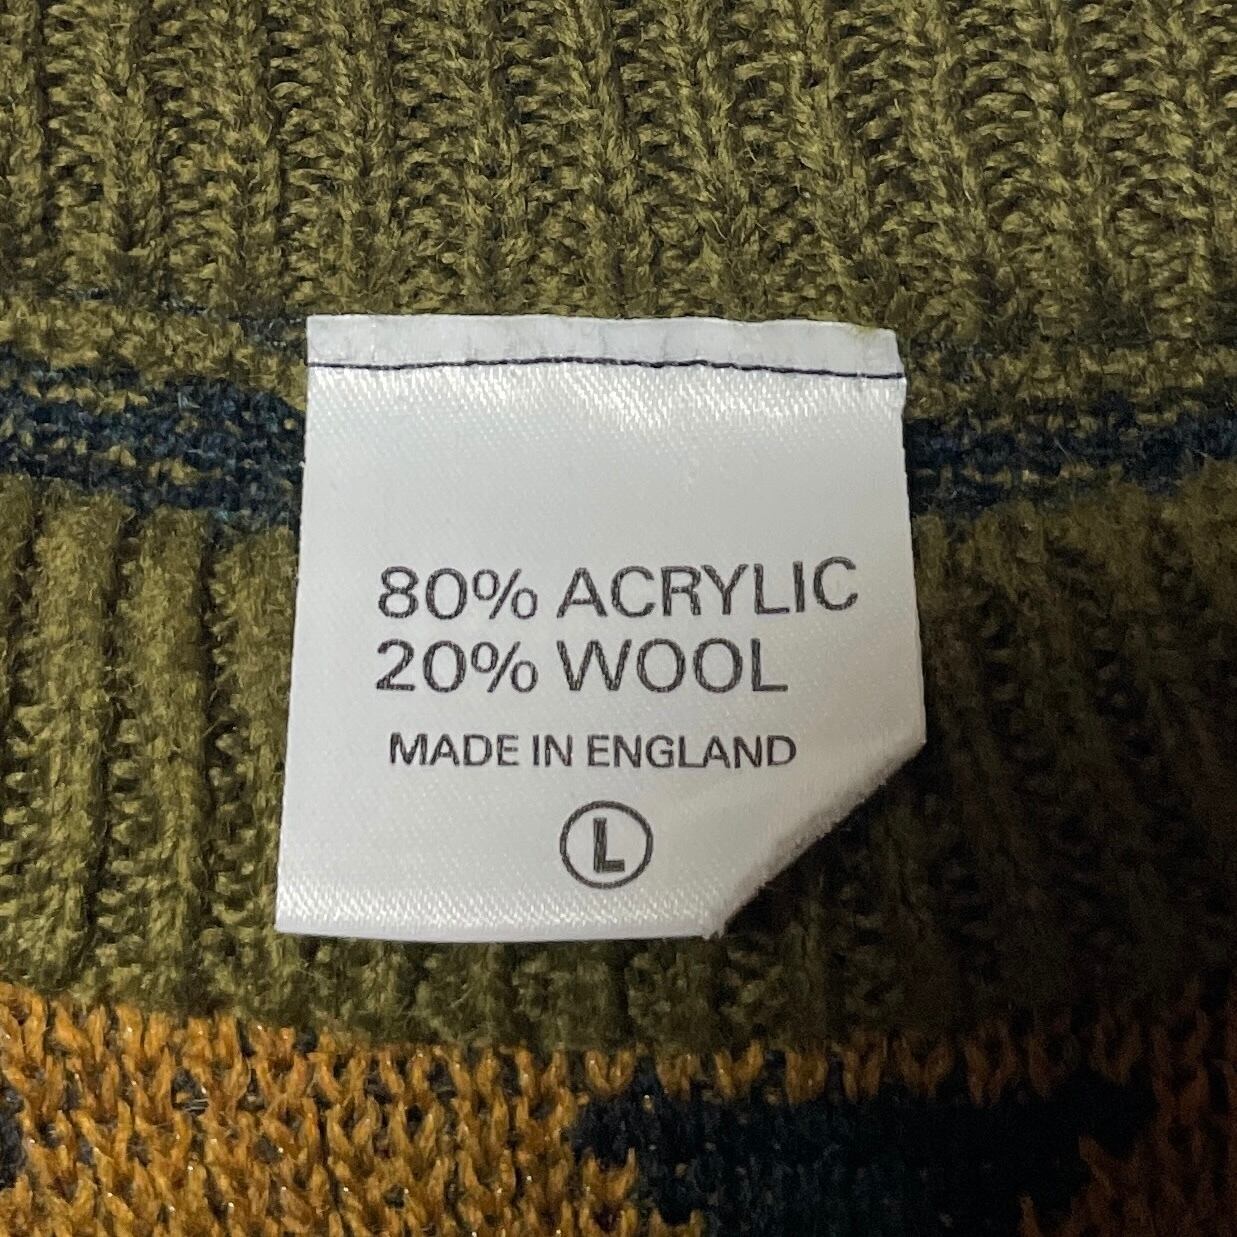 80% ACRYLIC
20% WOOL
MADE IN ENGLAND
L